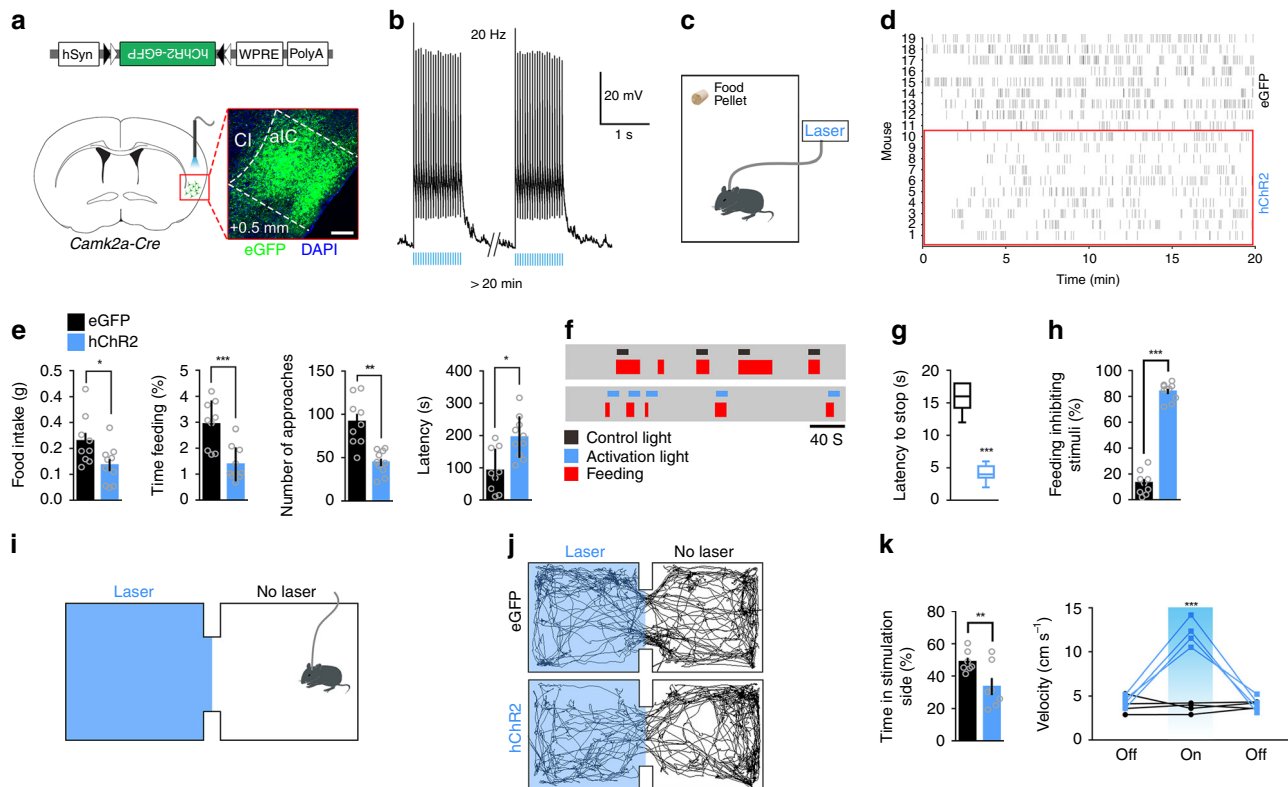 a
hSyn
hChR2-eGFP
WPRE
PolyA
CI
aIC
+0.5 mm
Camk2a-Cre
eGFP DAPI
b
20 Hz
20 mV
1 s
> 20 min
c
Food
Pellet
Laser
d
Mouse
19
18
17
16
15
14
13
12
11
10
9
8
7
6
5
4
3
2
1
eGFP
hChR2
0 5 10 15 20
Time (min)
e
eGFP
hChR2
Food intake (g)
0.5
0.4
0.3
0.2
0.1
0.0
*
Time feeding (%)
5
4
3
2
1
0
***
Number of approaches
150
100
50
0
**
Latency (s)
400
300
200
100
0
*
f
Control light
Activation light
Feeding
40 S
g
Latency to stop (s)
20
15
10
5
0
***
h
Feeding inhibiting
stimuli (%)
100
80
60
40
20
0
***
i
Laser
No laser
j
Laser
No laser
eGFP
hChR2
k
Time in stimulation
side (%)
80
60
40
20
0
**
Velocity (cm s⁻¹)
15
10
5
0
***
Off On Off